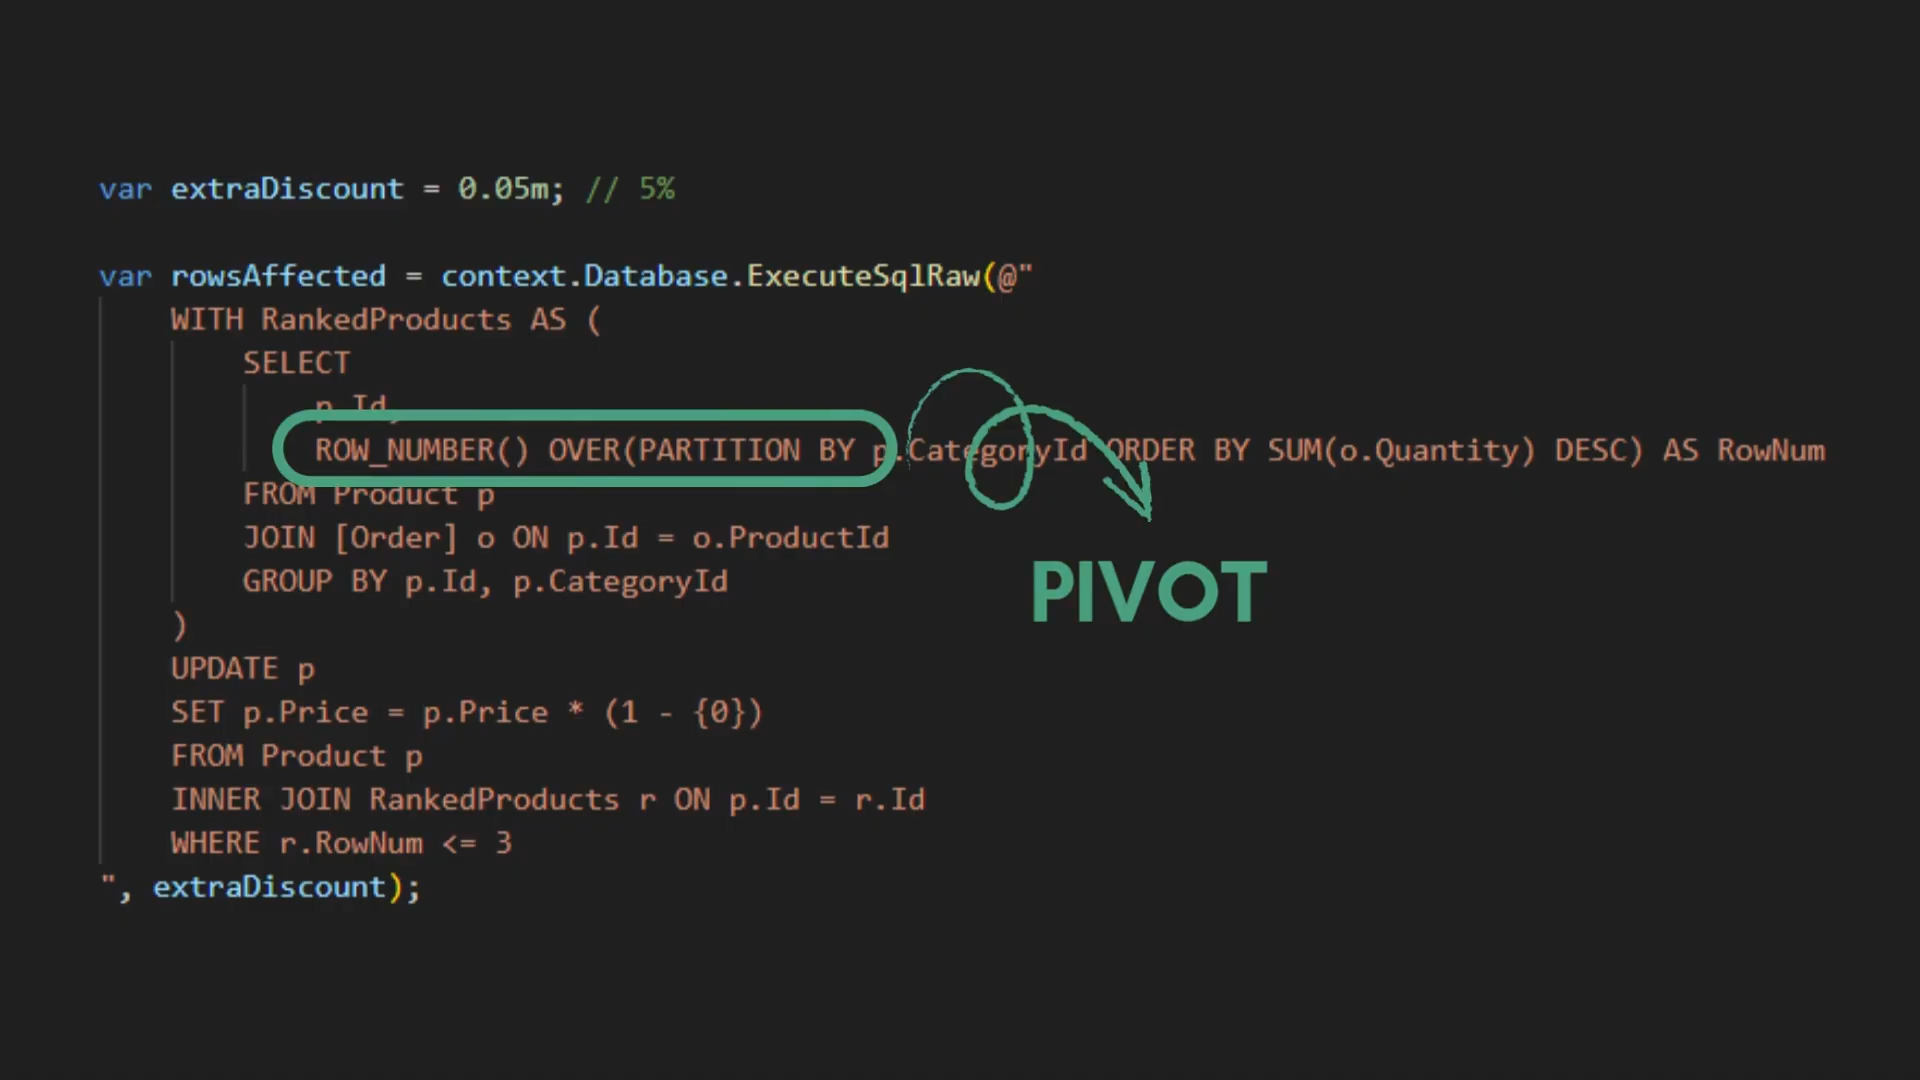 var extraDiscount = 0.05m; // 5%
var rowsAffected = context.Database.ExecuteSqlRaw(@"
WITH RankedProducts AS (
SELECT
p.Id,
ROW_NUMBER() OVER(PARTITION BY p.CategoryId ORDER BY SUM(o.Quantity) DESC) AS RowNum
FROM Product p
JOIN [Order] o ON p.Id = o.ProductId
GROUP BY p.Id, p.CategoryId
)
PIVOT
UPDATE p
SET p.Price = p.Price * (1 - {0})
FROM Product p
INNER JOIN RankedProducts r ON p.Id = r.Id
WHERE r.RowNum <= 3
", extraDiscount);